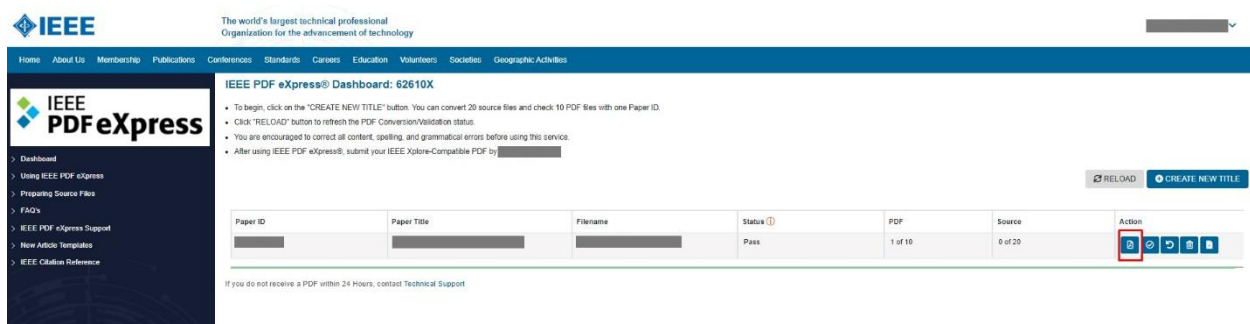 IEEE
The world's largest technical professional
Organization for the advancement of technology
Home About Us Membership Publications Conferences Standards Careers Education Volunteers Societies Geographic Activities
IEEE
PDF eXpress
> Dashboard
> Using IEEE PDF eXpress
> Preparing Source Files
> FAQ's
> IEEE PDF eXpress Support
> New Article Templates
> IEEE Citation Reference
IEEE PDF eXpress® Dashboard: 62610X
• To begin, click on the "CREATE NEW TITLE" button. You can convert 20 source files and check 10 PDF files with one Paper ID.
• Click "RELOAD" button to refresh the PDF Conversion/Validation status.
• You are encouraged to correct all content, spelling, and grammatical errors before using this service.
• After using IEEE PDF eXpress®, submit your IEEE Xplore-Compatible PDF by
RELOAD CREATE NEW TITLE
Paper ID Paper Title Filename Status PDF Source Action
Pass 1 of 10 0 of 20
If you do not receive a PDF within 24 Hours, contact Technical Support